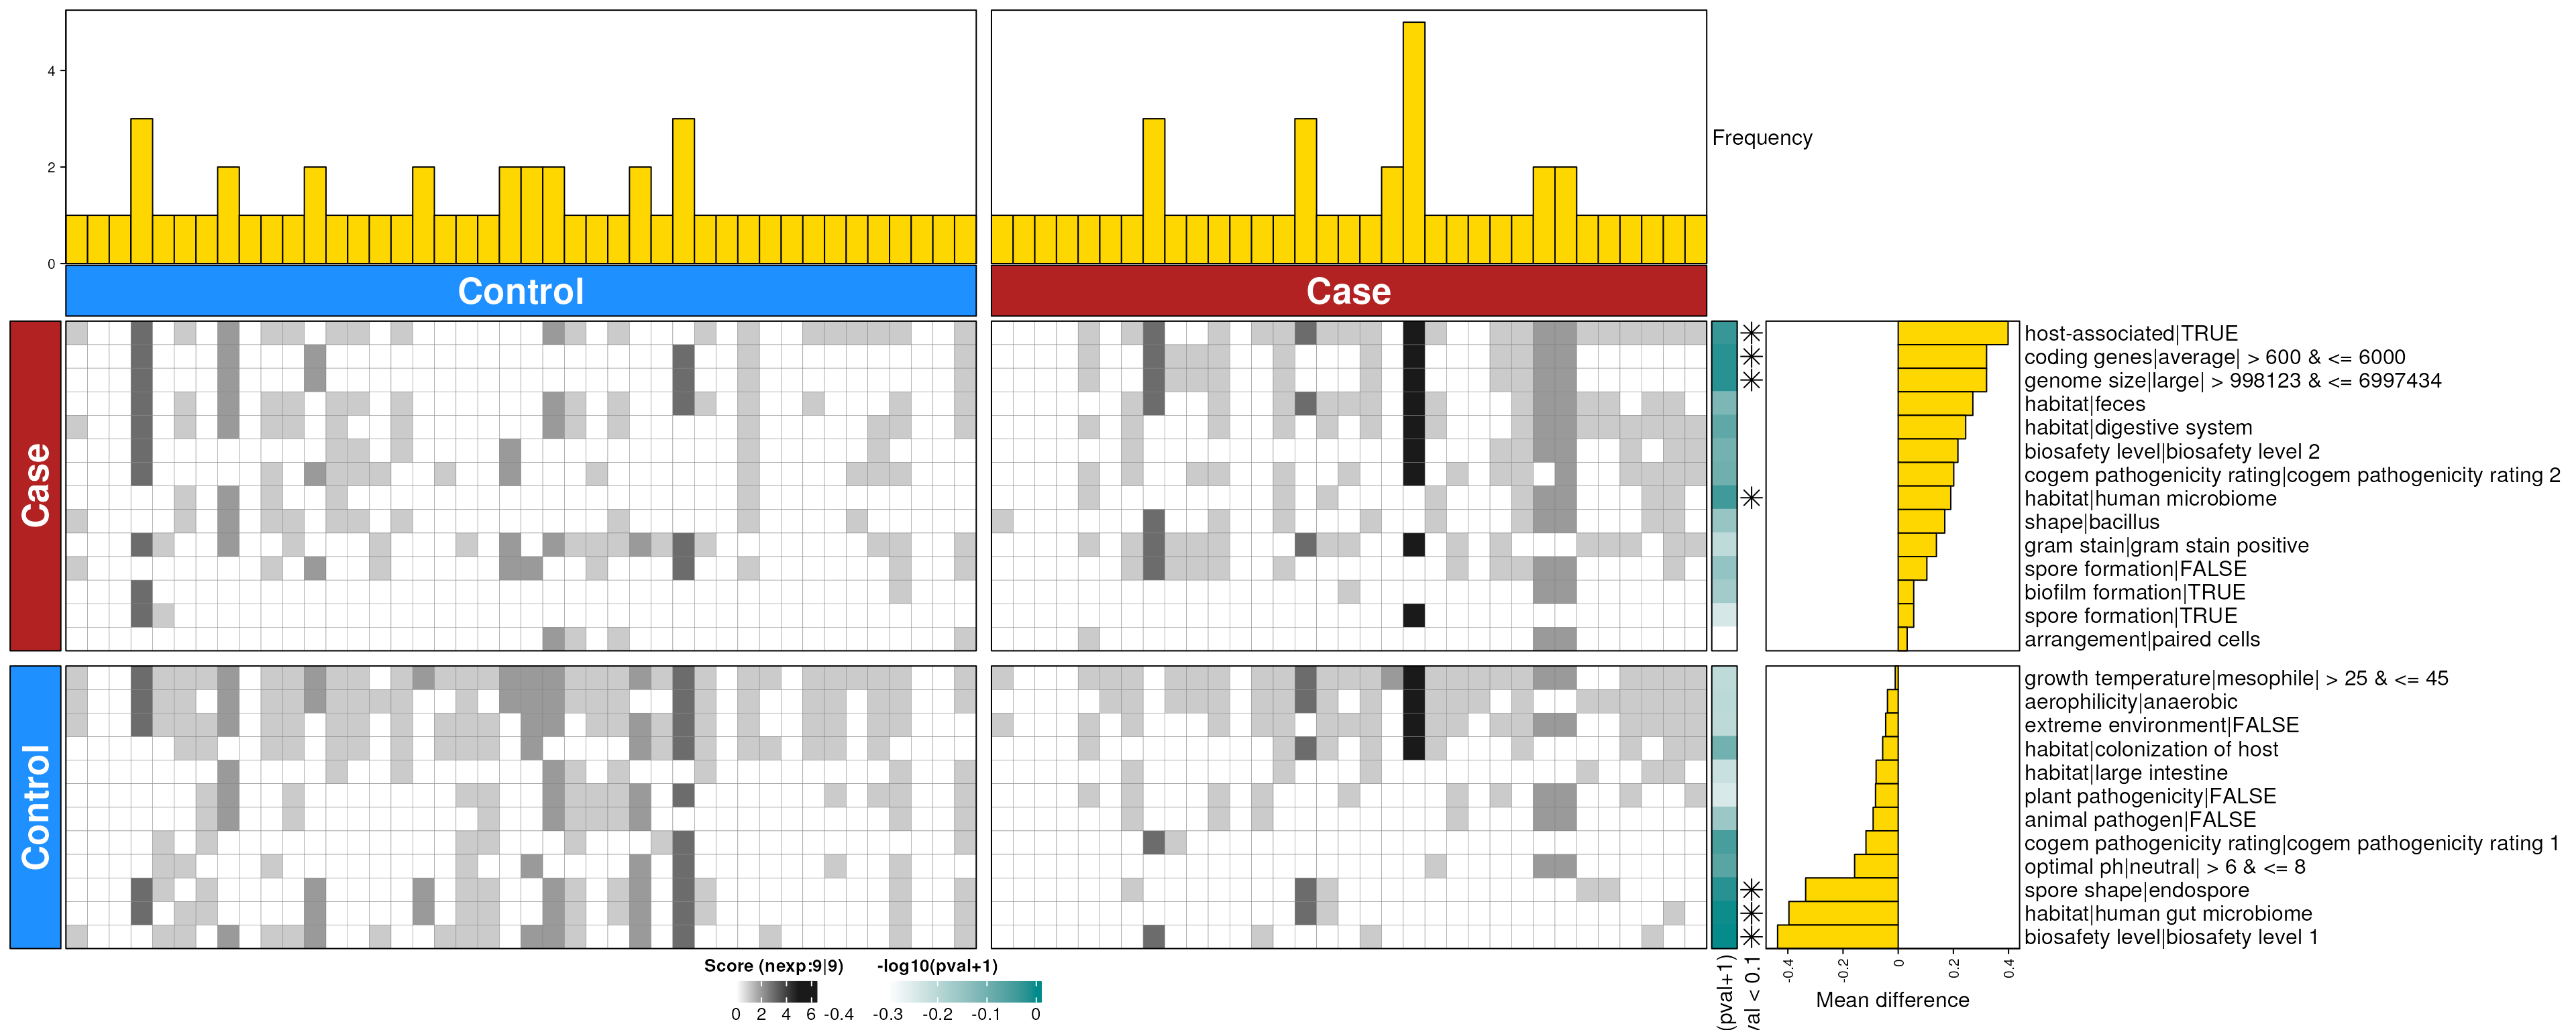 4
2
0
Frequency
Control
Case
Case
host-associated|TRUE
coding genes|average| > 600 & <= 6000
genome size|large| > 998123 & <= 6997434
habitat|feces
habitat|digestive system
biosafety level|biosafety level 2
cogem pathogenicity rating|cogem pathogenicity rating 2
habitat|human microbiome
shape|bacillus
gram stain|gram stain positive
spore formation|FALSE
biofilm formation|TRUE
spore formation|TRUE
arrangement|paired cells
Control
growth temperature|mesophile| > 25 & <= 45
aerophilicity|anaerobic
extreme environment|FALSE
habitat|colonization of host
habitat|large intestine
plant pathogenicity|FALSE
animal pathogen|FALSE
cogem pathogenicity rating|cogem pathogenicity rating 1
optimal ph|neutral| > 6 & <= 8
spore shape|endospore
habitat|human gut microbiome
biosafety level|biosafety level 1
(pval+1)
val < 0.1
-0.4
-0.2
0
0.2
0.4
Mean difference
Score (nexp:9|9)
0 2 4 6
-log10(pval+1)
-0.4 -0.3 -0.2 -0.1 0